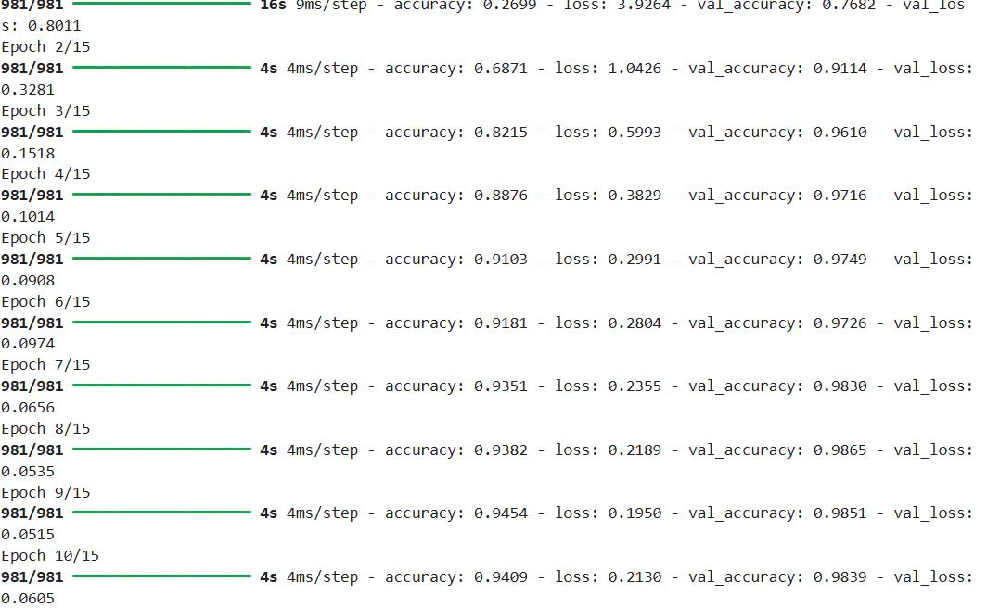 981/981 16s 9ms/step - accuracy: 0.2699 - loss: 3.9264 - val_accuracy: 0.7682 - val_los
s: 0.8011
Epoch 2/15
981/981 4s 4ms/step - accuracy: 0.6871 - loss: 1.0426 - val_accuracy: 0.9114 - val_loss:
0.3281
Epoch 3/15
981/981 4s 4ms/step - accuracy: 0.8215 - loss: 0.5993 - val_accuracy: 0.9610 - val_loss:
0.1518
Epoch 4/15
981/981 4s 4ms/step - accuracy: 0.8876 - loss: 0.3829 - val_accuracy: 0.9716 - val_loss:
0.1014
Epoch 5/15
981/981 4s 4ms/step - accuracy: 0.9103 - loss: 0.2991 - val_accuracy: 0.9749 - val_loss:
0.0908
Epoch 6/15
981/981 4s 4ms/step - accuracy: 0.9181 - loss: 0.2804 - val_accuracy: 0.9726 - val_loss:
0.0974
Epoch 7/15
981/981 4s 4ms/step - accuracy: 0.9351 - loss: 0.2355 - val_accuracy: 0.9830 - val_loss:
0.0656
Epoch 8/15
981/981 4s 4ms/step - accuracy: 0.9382 - loss: 0.2189 - val_accuracy: 0.9865 - val_loss:
0.0535
Epoch 9/15
981/981 4s 4ms/step - accuracy: 0.9454 - loss: 0.1950 - val_accuracy: 0.9851 - val_loss:
0.0515
Epoch 10/15
981/981 4s 4ms/step - accuracy: 0.9409 - loss: 0.2130 - val_accuracy: 0.9839 - val_loss:
0.0605